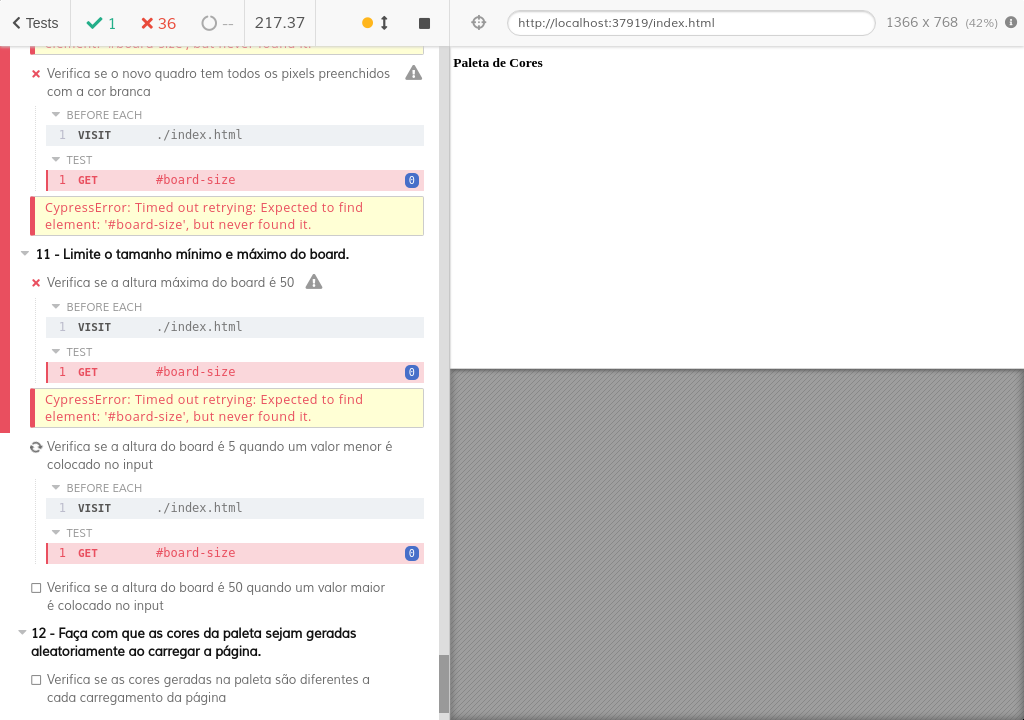 Tests
1
36
--
217.37
http://localhost:37919/index.html
1366 x 768 (42%)
element: '#board-size', but never found it.
Verifica se o novo quadro tem todos os pixels preenchidos
com a cor branca
BEFORE EACH
1 VISIT ./index.html
TEST
1 GET #board-size 0
CypressError: Timed out retrying: Expected to find
element: '#board-size', but never found it.
11 - Limite o tamanho mínimo e máximo do board.
Verifica se a altura máxima do board é 50
BEFORE EACH
1 VISIT ./index.html
TEST
1 GET #board-size 0
CypressError: Timed out retrying: Expected to find
element: '#board-size', but never found it.
Verifica se a altura do board é 5 quando um valor menor é
colocado no input
BEFORE EACH
1 VISIT ./index.html
TEST
1 GET #board-size 0
Verifica se a altura do board é 50 quando um valor maior
é colocado no input
12 - Faça com que as cores da paleta sejam geradas
aleatoriamente ao carregar a página.
Verifica se as cores geradas na paleta são diferentes a
cada carregamento da página
Paleta de Cores